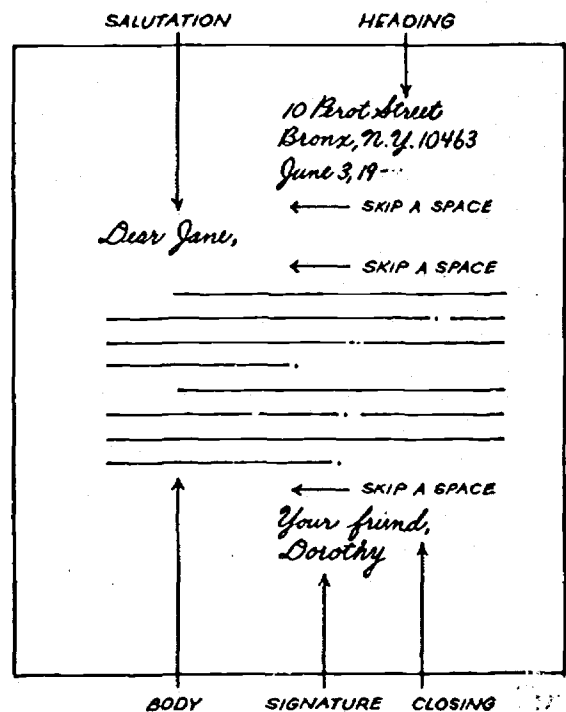 SALUTATION HEADING
10 Perot Street
Bronx, N.Y. 10463
June 3, 19--
SKIP A SPACE
Dear Jane,
SKIP A SPACE
SKIP A SPACE
Your friend,
Dorothy
BODY SIGNATURE CLOSING